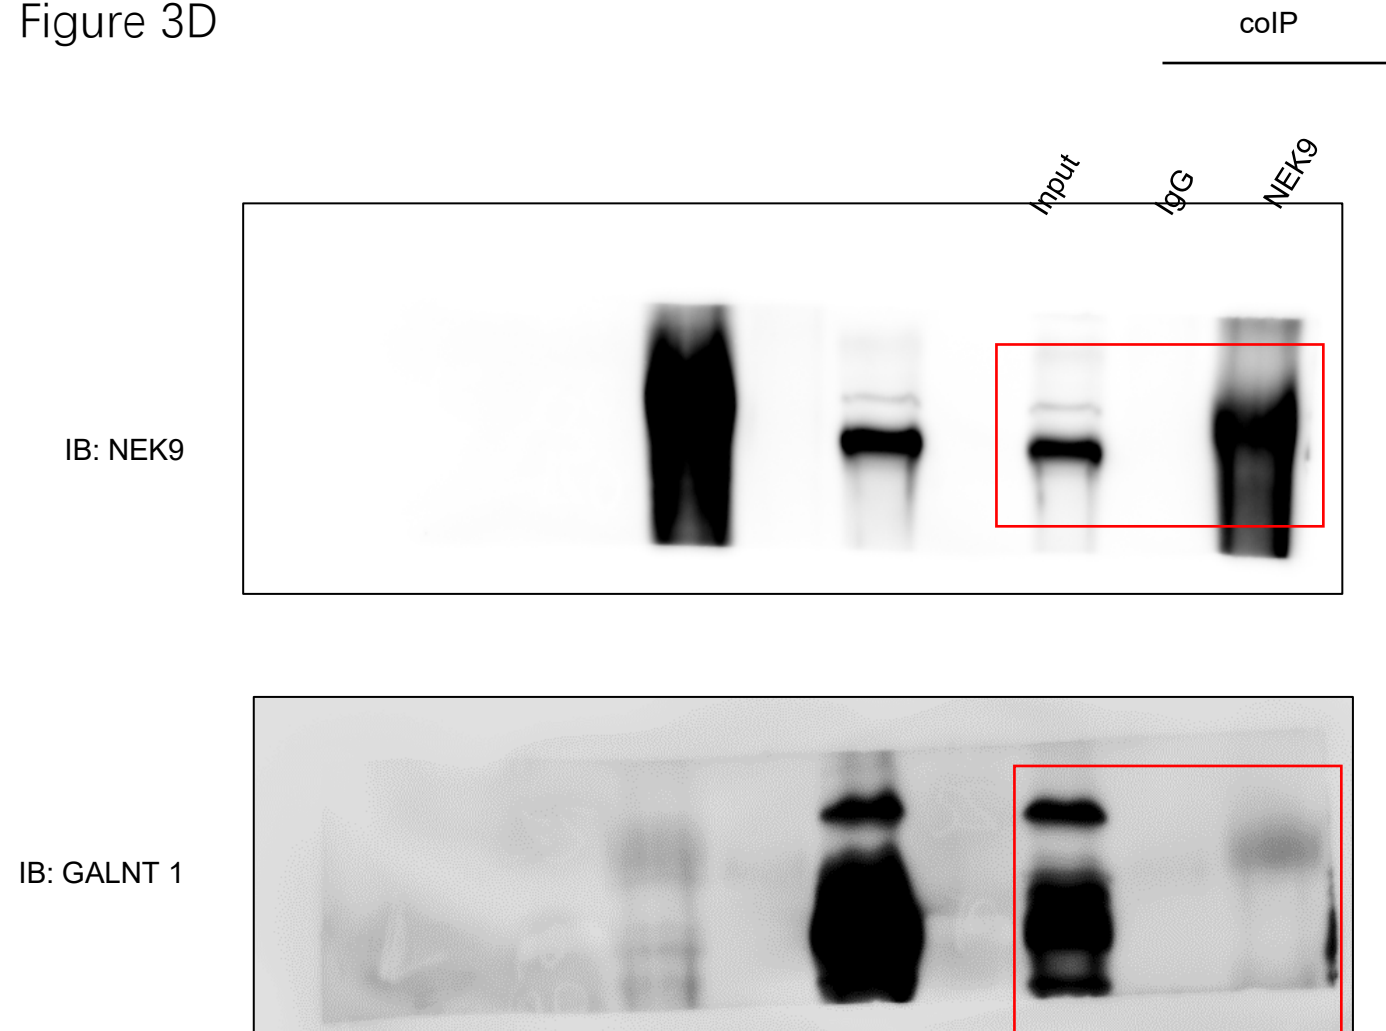 Figure 3D
coIP
Input
IgG
NEK9
IB: NEK9
IB: GALNT 1